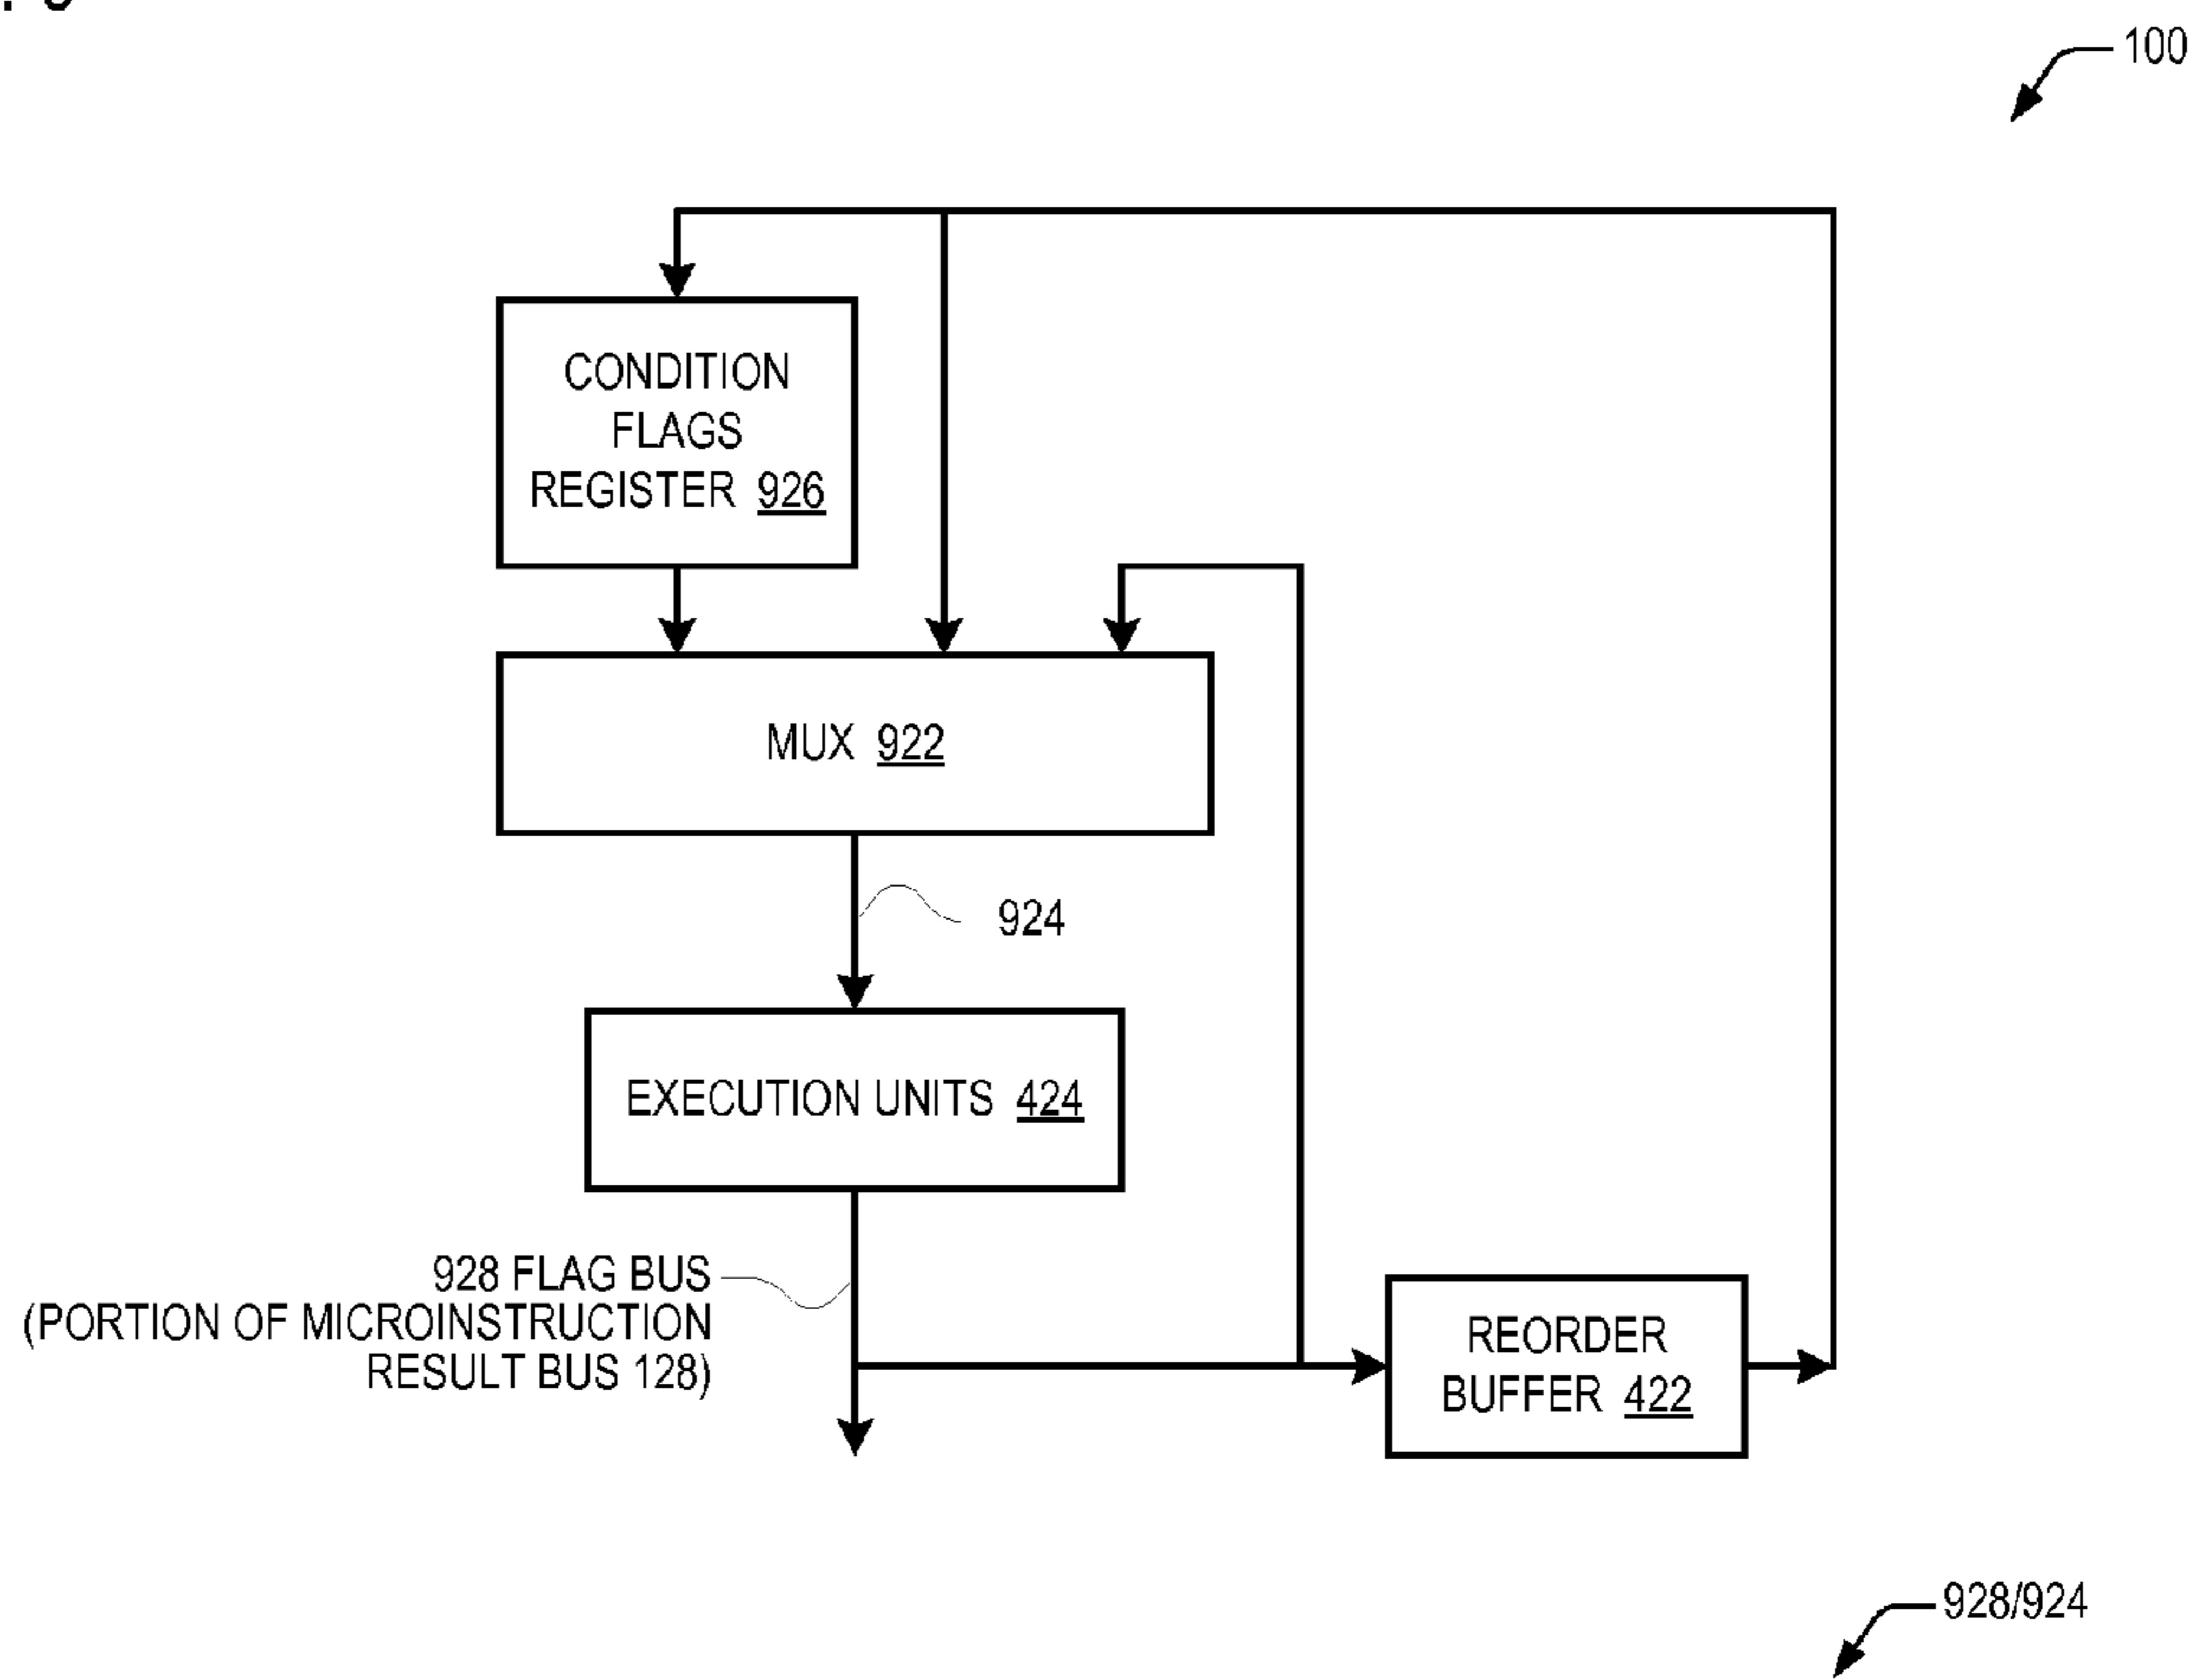 100
CONDITION
FLAGS
REGISTER 926
MUX 922
924
EXECUTION UNITS 424
928 FLAG BUS
(PORTION OF MICROINSTRUCTION
RESULT BUS 128)
REORDER
BUFFER 422
928/924